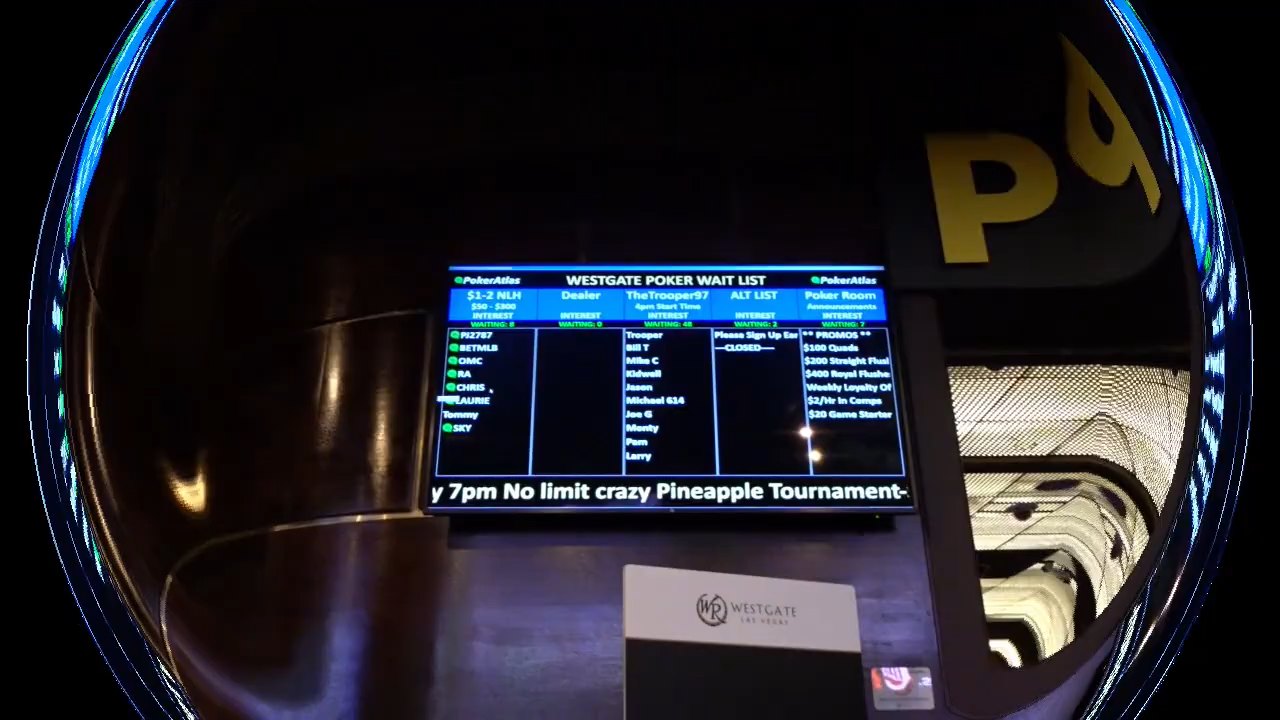 PokerAtlas WESTGATE POKER WAIT LIST PokerAtlas
$1-2 NLH Dealer TheTrooper97 ALT LIST Poker Room
$50 - $300 4pm Start Time Announcements
INTEREST INTEREST INTEREST INTEREST INTEREST
WAITING: 8 WAITING: 0 WAITING: 48 WAITING: 2 WAITING: 7
PJ2787 Trooper Please Sign Up Ear ** PROMOS **
BETMLB Bill T ---CLOSED--- $100 Quads
OMC Mike C $200 Straight Flus
RA Kidwell $400 Royal Flushe
CHRIS Jason Weekly Loyalty Of
LAURIE Michael 614 $2/Hr In Comps
Tommy Joe G $20 Game Starter
SKY Monty
Pam
Larry
y 7pm No limit crazy Pineapple Tournament-
P
WR WESTGATE
LAS VEGAS